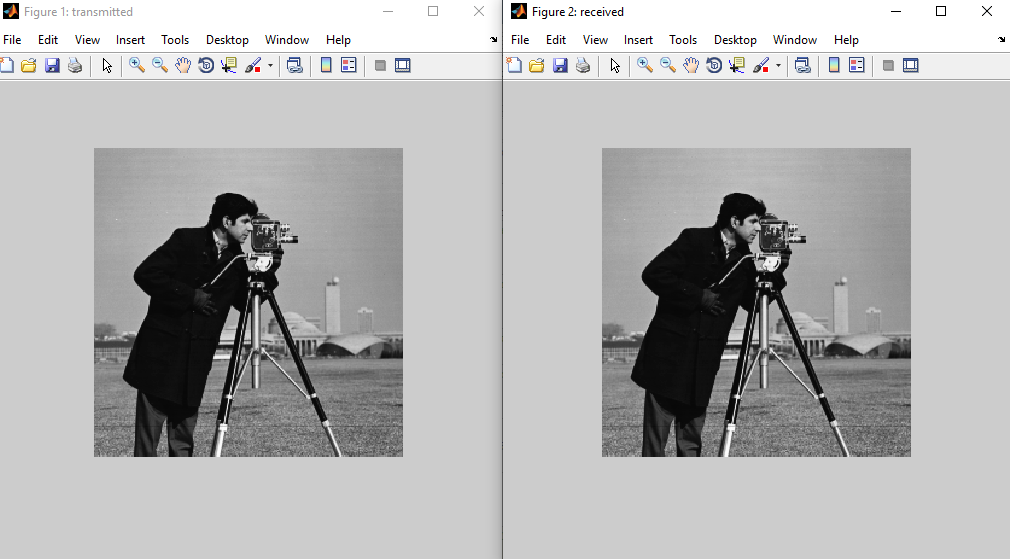 Figure 1: transmitted
File Edit View Insert Tools Desktop Window Help
Figure 2: received
File Edit View Insert Tools Desktop Window Help